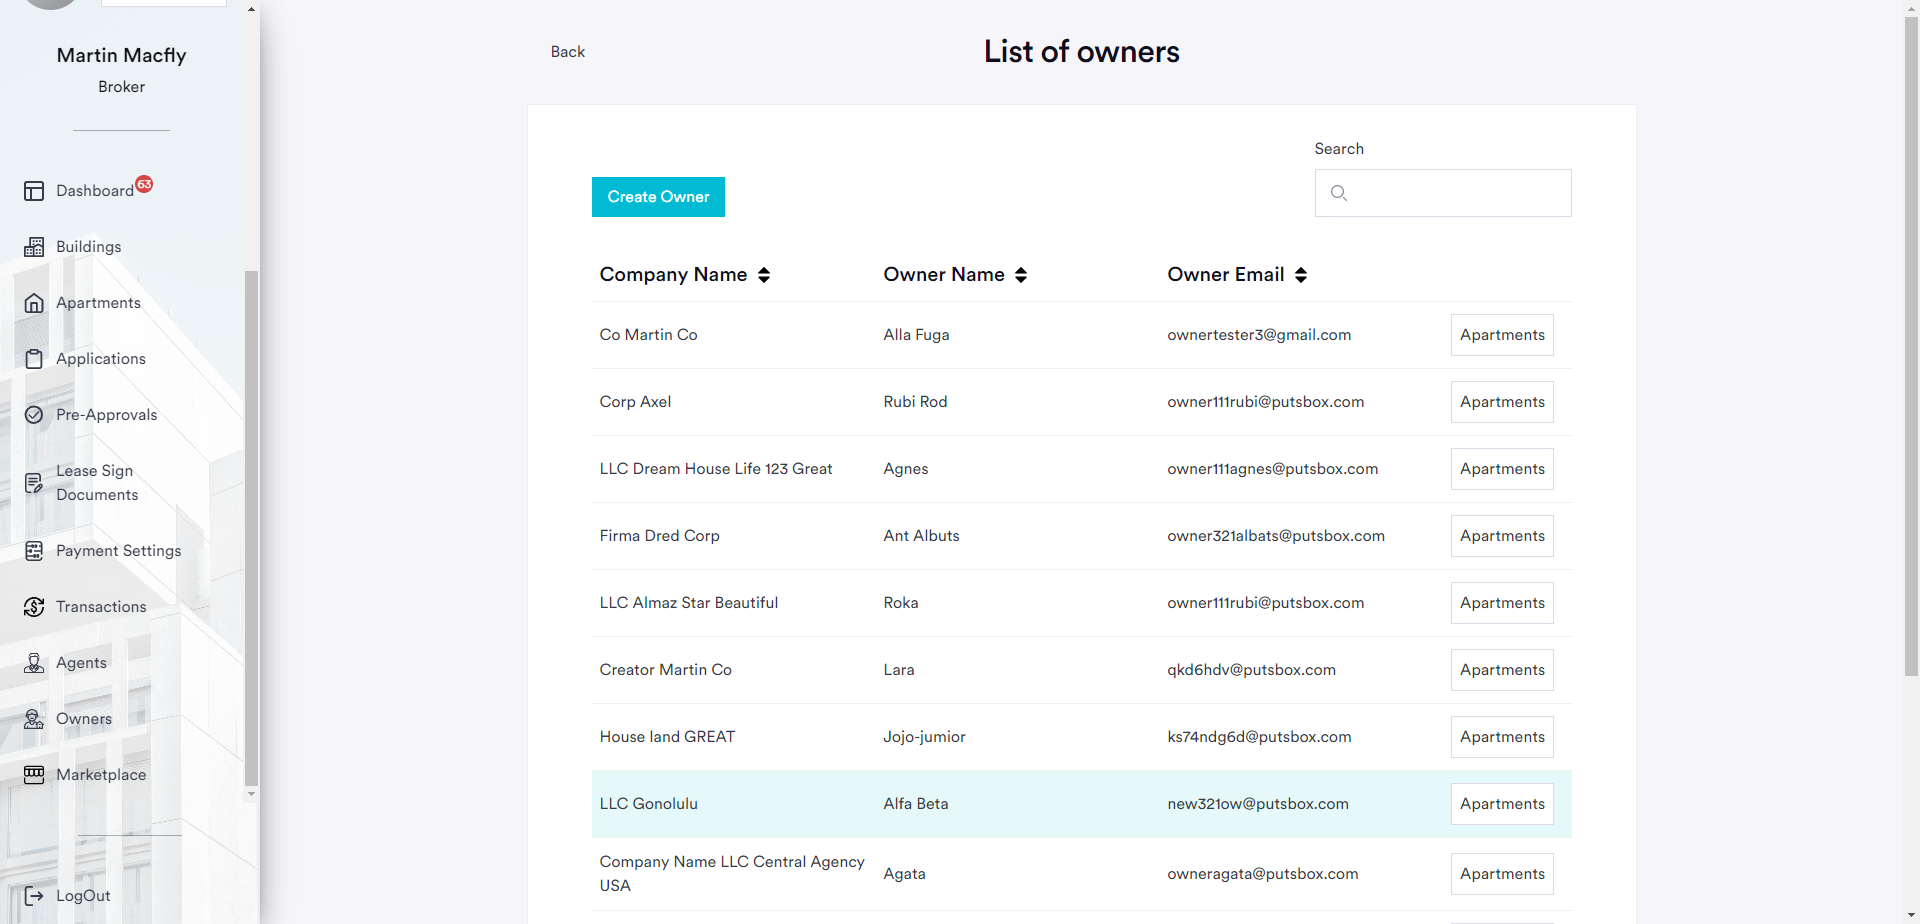 Martin Macfly
Broker
Dashboard 63
Buildings
Apartments
Applications
Pre-Approvals
Lease Sign
Documents
Payment Settings
Transactions
Agents
Owners
Marketplace
LogOut
Back
List of owners
Search
Create Owner
Company Name Owner Name Owner Email
Co Martin Co Alla Fuga ownertester3@gmail.com Apartments
Corp Axel Rubi Rod owner111rubi@putsbox.com Apartments
LLC Dream House Life 123 Great Agnes owner111agnes@putsbox.com Apartments
Firma Dred Corp Ant Albuts owner321albats@putsbox.com Apartments
LLC Almaz Star Beautiful Roka owner111rubi@putsbox.com Apartments
Creator Martin Co Lara qkd6hdv@putsbox.com Apartments
House land GREAT Jojo-jumior ks74ndg6d@putsbox.com Apartments
LLC Gonolulu Alfa Beta new321ow@putsbox.com Apartments
Company Name LLC Central Agency
USA Agata owneragata@putsbox.com Apartments